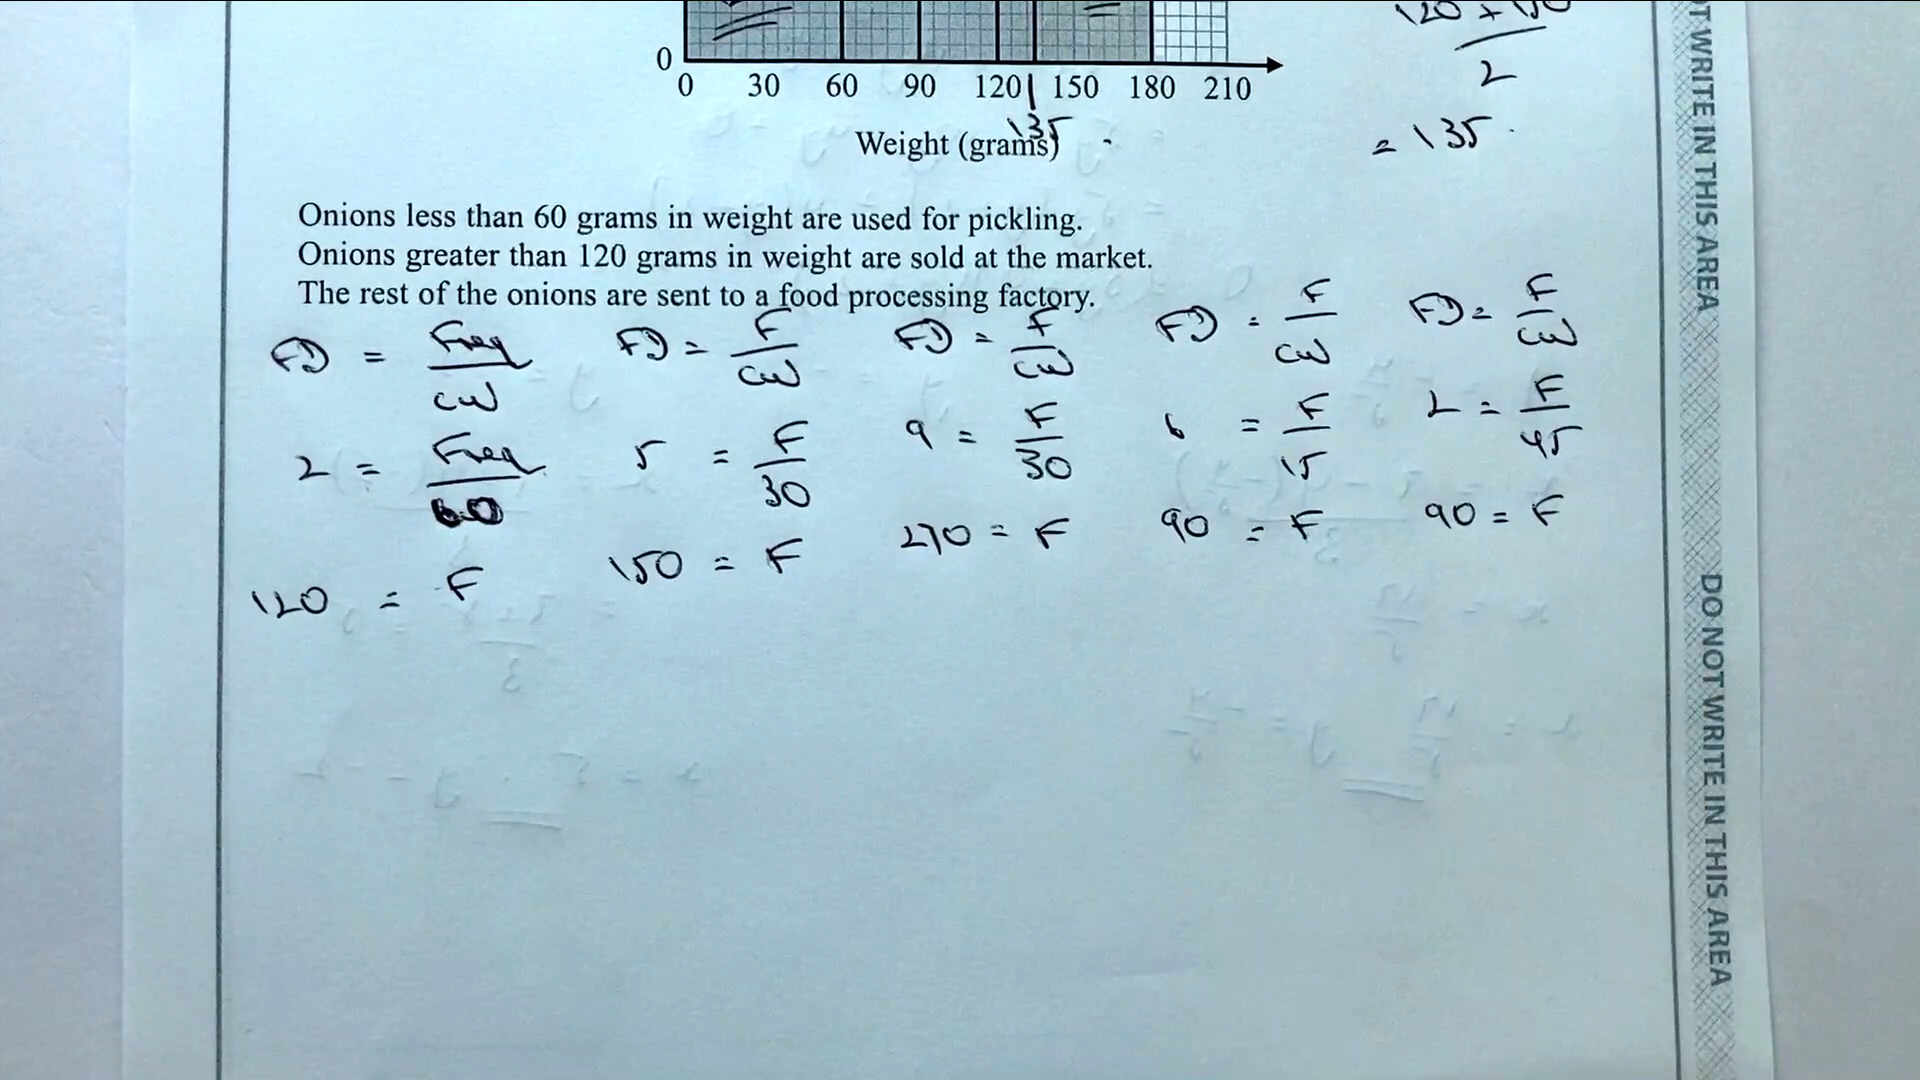 120 + 150
2
= 135
0
0 30 60 90 120 150 180 210
135
Weight (grams)
Onions less than 60 grams in weight are used for pickling.
Onions greater than 120 grams in weight are sold at the market.
The rest of the onions are sent to a food processing factory.
FD = Freq / CW FD = F / CW FD = F / CW FD = F / CW FD = F / CW
2 = Freq / 60 5 = F / 30 9 = F / 30 6 = F / 15 2 = F / 45
120 = F 150 = F 270 = F 90 = F 90 = F
OT WRITE IN THIS AREA
DO NOT WRITE IN THIS AREA